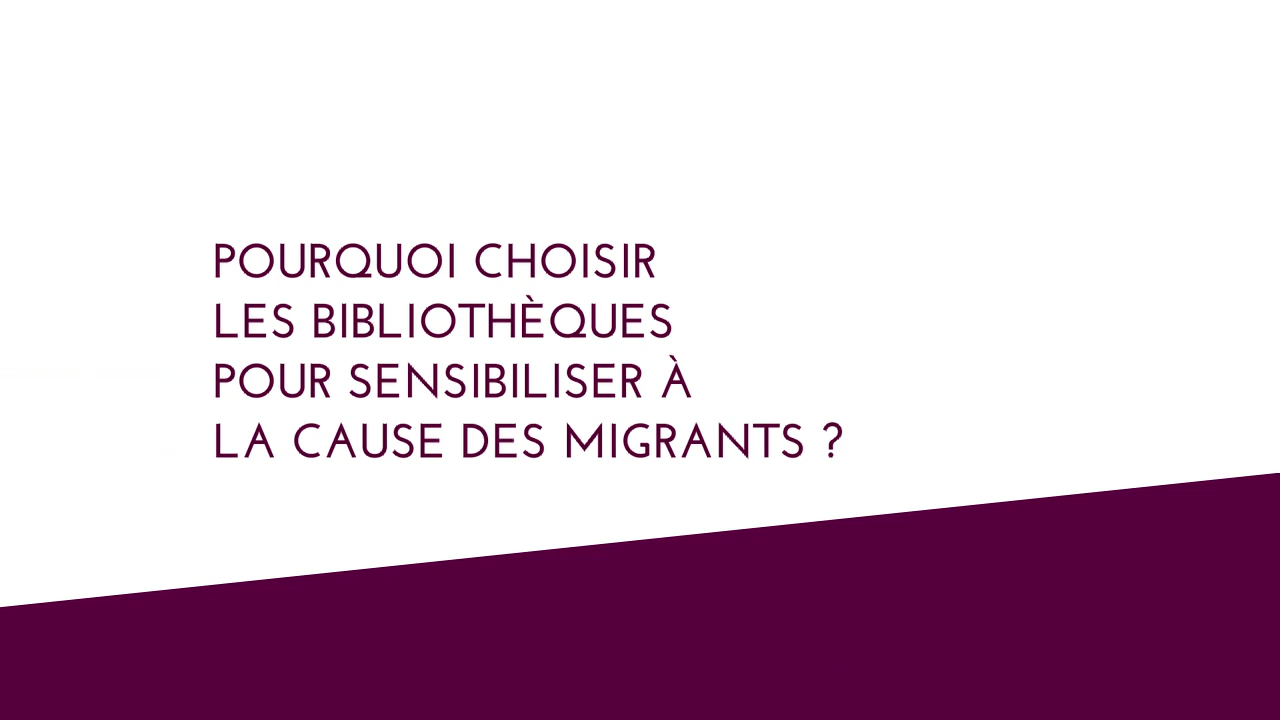 POURQUOI CHOISIR
LES BIBLIOTHÈQUES
POUR SENSIBILISER À
LA CAUSE DES MIGRANTS ?